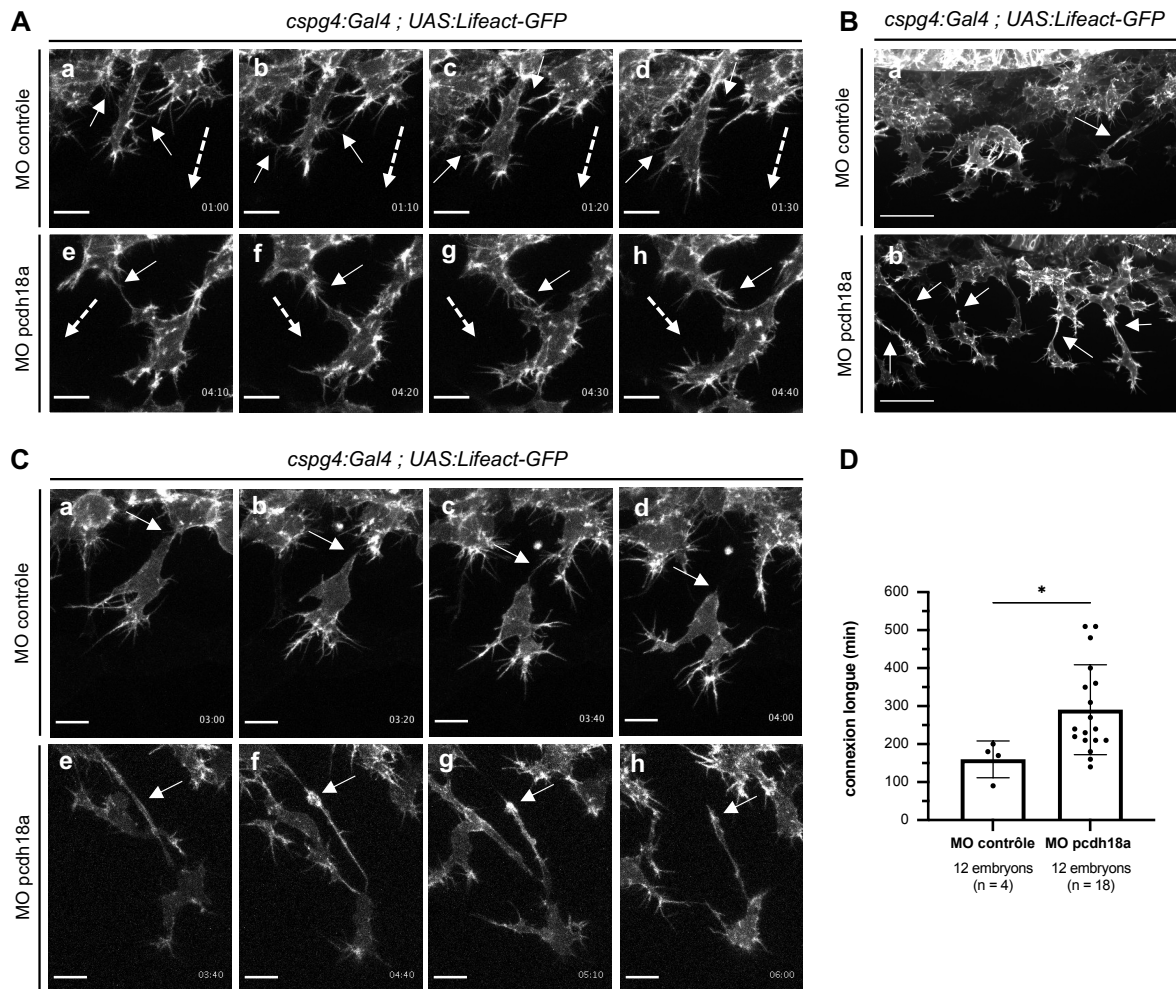 A
cspg4:Gal4 ; UAS:Lifeact-GFP
MO contrôle
a
01:00
b
01:10
c
01:20
d
01:30
MO pcdh18a
e
04:10
f
04:20
g
04:30
h
04:40
B
cspg4:Gal4 ; UAS:Lifeact-GFP
MO contrôle
a
MO pcdh18a
b
C
cspg4:Gal4 ; UAS:Lifeact-GFP
MO contrôle
a
03:00
b
03:20
c
03:40
d
04:00
MO pcdh18a
e
03:40
f
04:40
g
05:10
h
06:00
D
connexion longue (min)
600
500
400
300
200
100
0
*
MO contrôle MO pcdh18a
12 embryons 12 embryons
(n = 4) (n = 18)